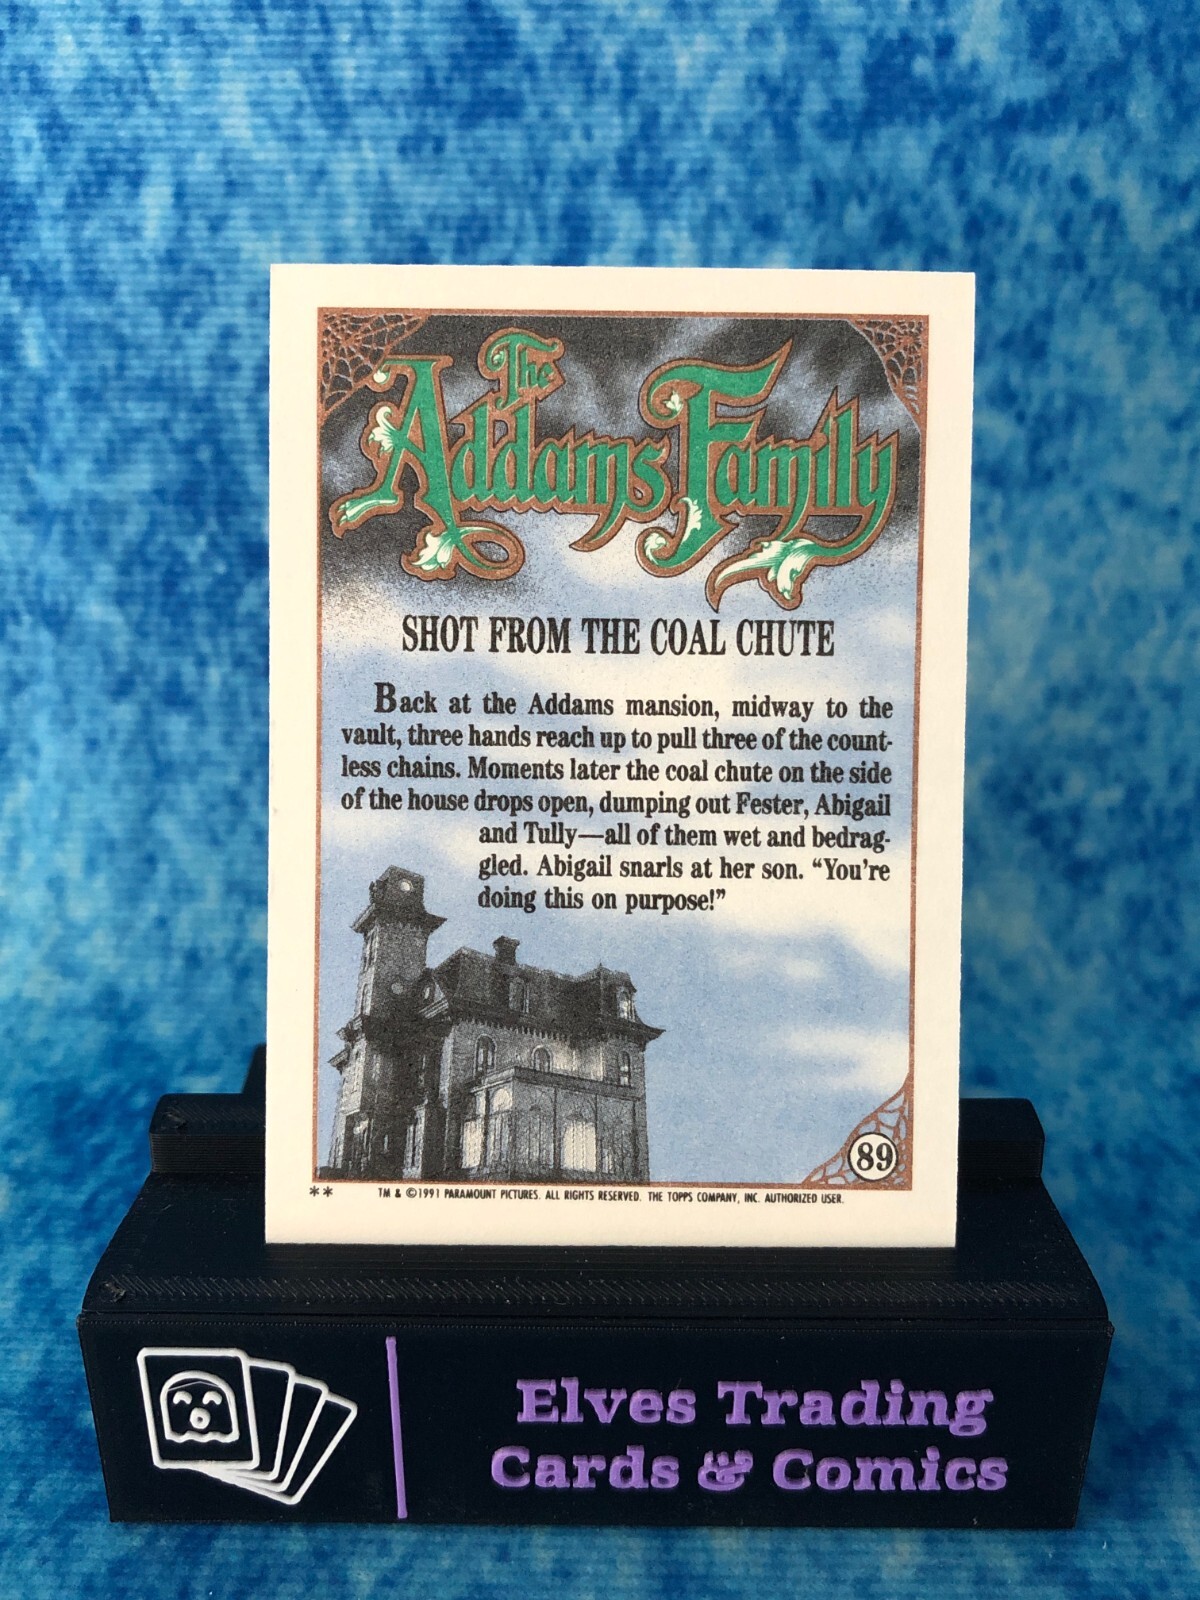 The
Addams Family
SHOT FROM THE COAL CHUTE
Back at the Addams mansion, midway to the
vault, three hands reach up to pull three of the count-
less chains. Moments later the coal chute on the side
of the house drops open, dumping out Fester, Abigail
and Tully—all of them wet and bedrag-
gled. Abigail snarls at her son. “You're
doing this on purpose!”
89
** TM & ©1991 PARAMOUNT PICTURES. ALL RIGHTS RESERVED. THE TOPPS COMPANY, INC. AUTHORIZED USER.
Elves Trading
Cards & Comics